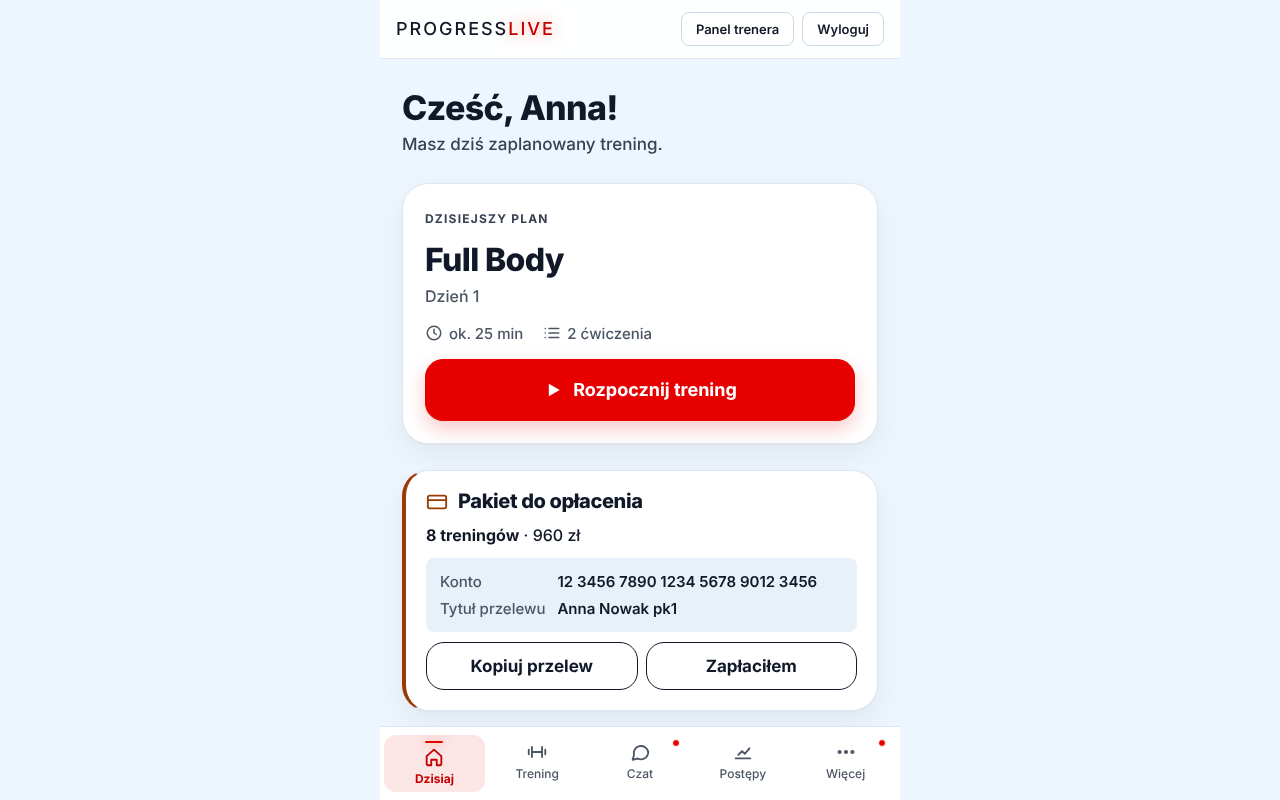 PROGRESSLIVE
Panel trenera
Wyloguj
Cześć, Anna!
Masz dziś zaplanowany trening.
DZISIEJSZY PLAN
Full Body
Dzień 1
ok. 25 min
2 ćwiczenia
Rozpocznij trening
Pakiet do opłacenia
8 treningów · 960 zł
Konto 12 3456 7890 1234 5678 9012 3456
Tytuł przelewu Anna Nowak pk1
Kopiuj przelew
Zapłaciłem
Dzisiaj
Trening
Czat
Postępy
Więcej